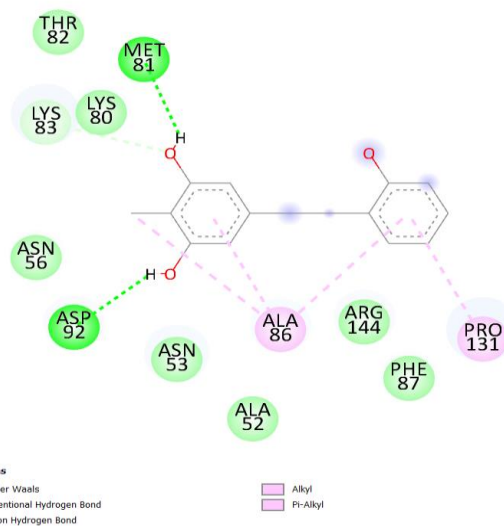 THR
82
MET
81
LYS
83
LYS
80
H
O
O
ASN
56
H-O
ASP
92
ASN
53
ALA
86
ARG
144
PRO
131
PHE
87
ALA
52
er Waals
Alkyl
entional Hydrogen Bond
Pi-Alkyl
on Hydrogen Bond